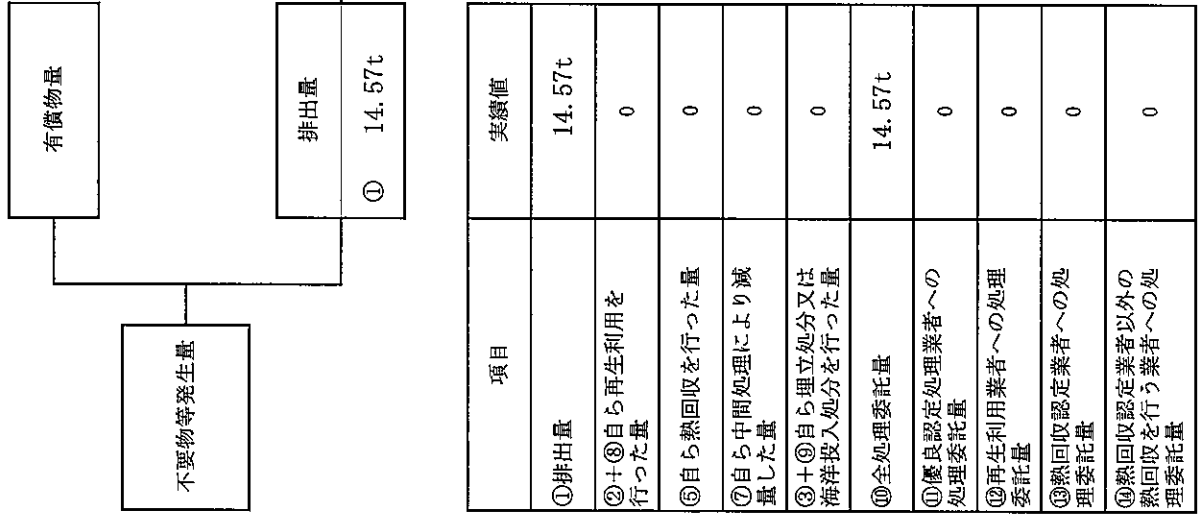 不要物等発生量
有償物量
排出量
① 14.57t
項目 実績値
①排出量 14.57t
②+⑧自ら再生利用を
行った量 0
⑤自ら熱回収を行った量 0
⑦自ら中間処理により減
量した量 0
③+⑨自ら埋立処分又は
海洋投入処分を行った量 0
⑩全処理委託量 14.57t
⑪優良認定処理業者への
処理委託量 0
⑫再生利用業者への処理
委託量 0
⑬熱回収認定業者への処
理委託量 0
⑭熱回収認定業者以外の
熱回収を行う業者への処
理委託量 0